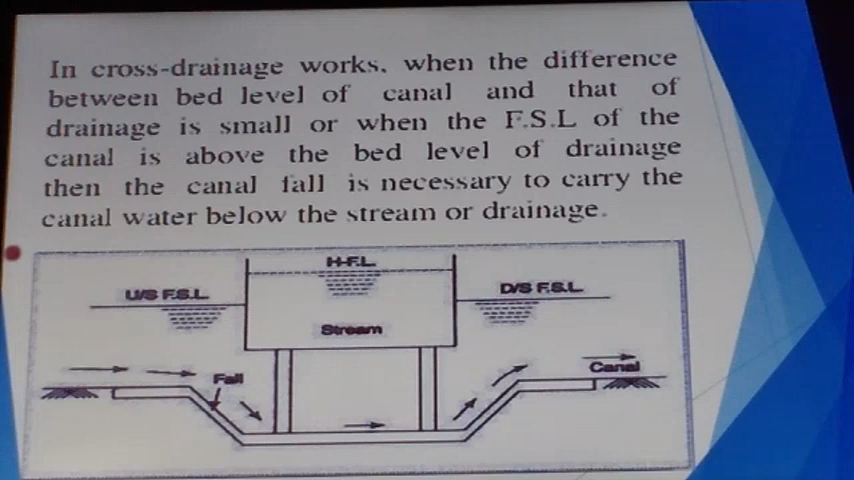 In cross-drainage works, when the difference
between bed level of canal and that of
drainage is small or when the F.S.L of the
canal is above the bed level of drainage
then the canal fall is necessary to carry the
canal water below the stream or drainage.
H.F.L.
U/S F.S.L.
D/S F.S.L.
Stream
Canal
Fall